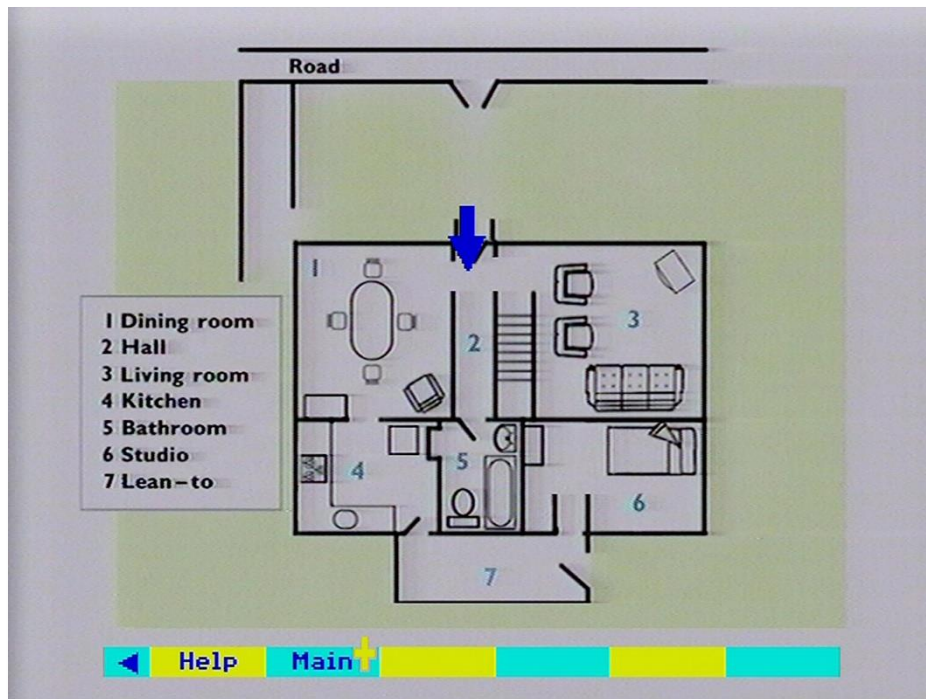 Road
1
1 Dining room
2 Hall
3 Living room
4 Kitchen
5 Bathroom
6 Studio
7 Lean-to
2
3
4
5
6
7
Help Main